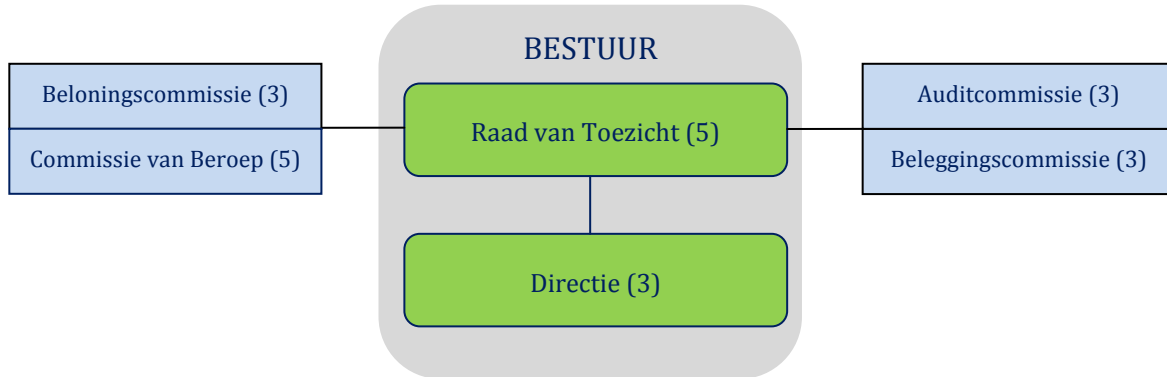 BESTUUR
Beloningscommissie (3)
Commissie van Beroep (5)
Raad van Toezicht (5)
Auditcommissie (3)
Beleggingscommissie (3)
Directie (3)